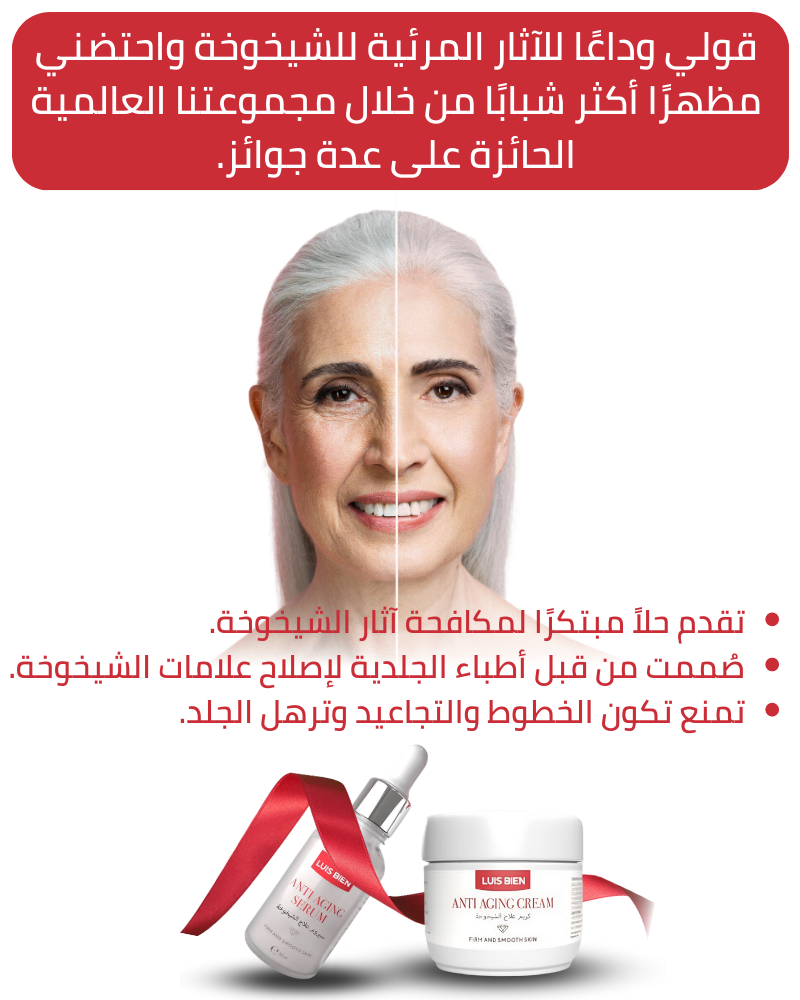 قولي وداعًا للآثار المرئية للشيخوخة واحتضني
مظهرًا أكثر شبابًا من خلال مجموعتنا العالمية
الحائزة على عدة جوائز.
• تقدم حلاً مبتكرًا لمكافحة آثار الشيخوخة.
• صُممت من قبل أطباء الجلدية لإصلاح علامات الشيخوخة.
• تمنع تكون الخطوط والتجاعيد وترهل الجلد.
LUIS BIEN
ANTI AGING
SERUM
سيروم علاج الشيخوخة
FIRM AND SMOOTH SKIN
LUIS BIEN
ANTI AGING CREAM
كريم علاج الشيخوخة
FIRM AND SMOOTH SKIN